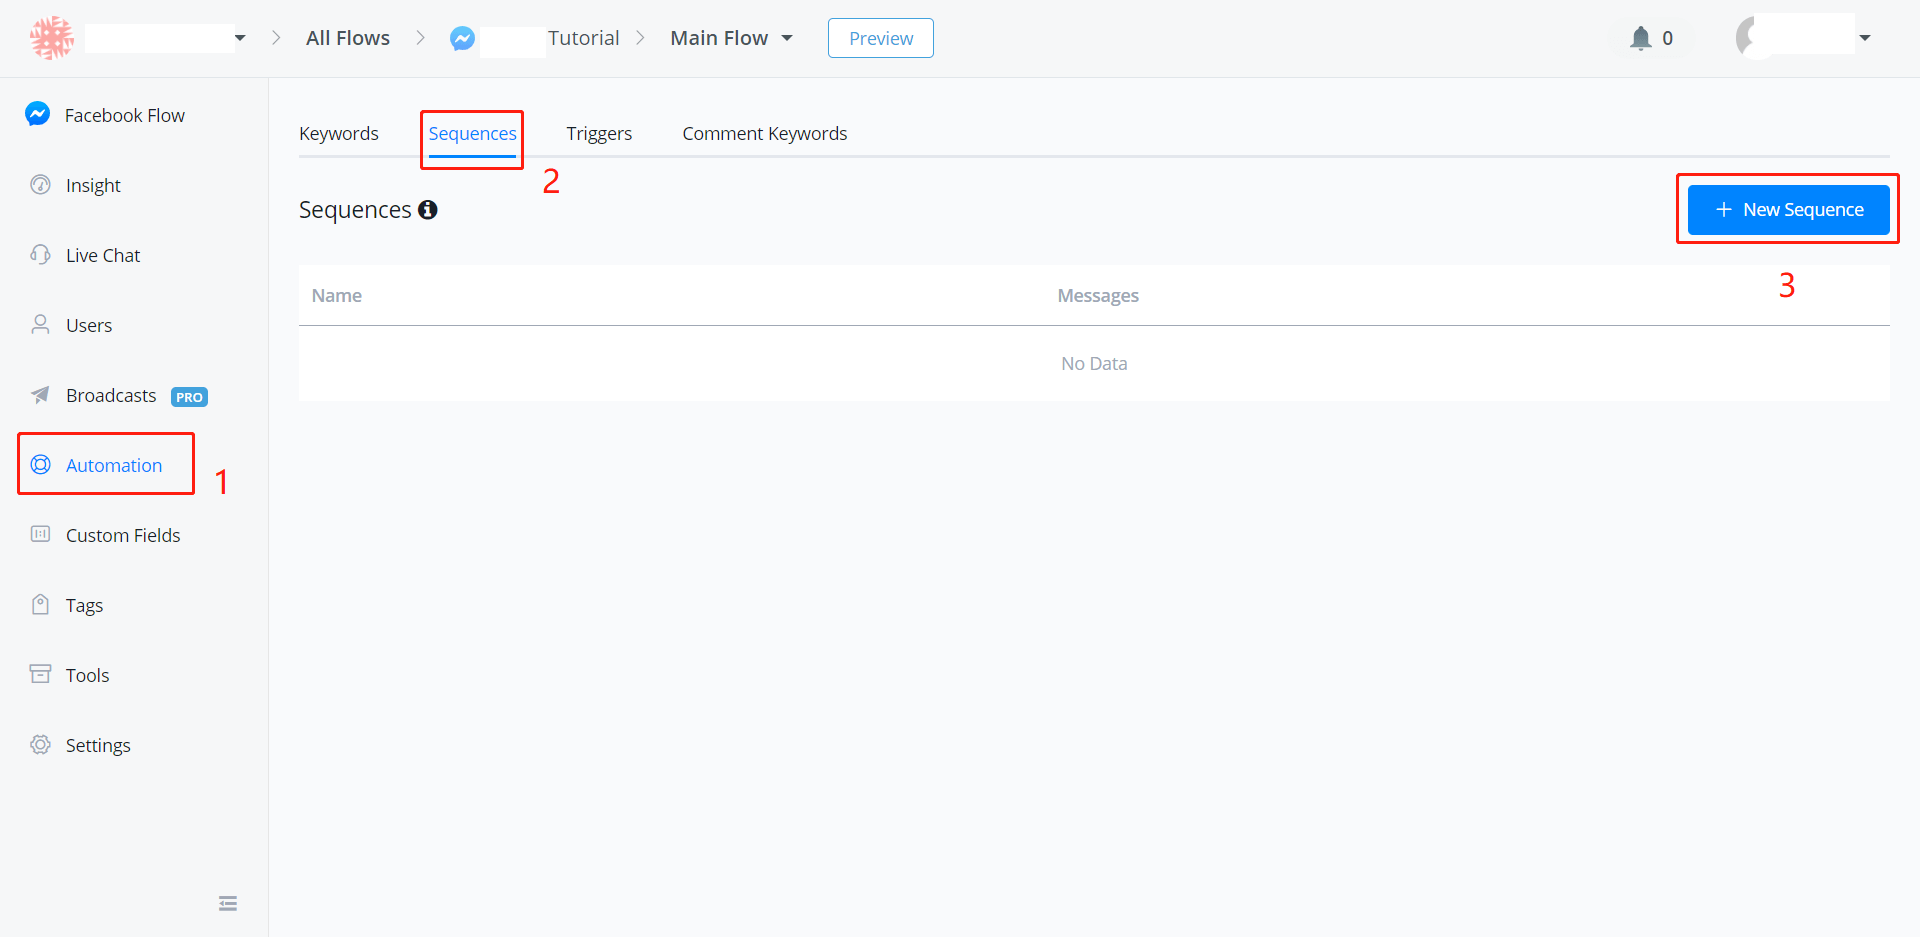 All Flows Tutorial Main Flow Preview 0
Facebook Flow
Insight
Live Chat
Users
Broadcasts PRO
Automation 1
Custom Fields
Tags
Tools
Settings
Keywords Sequences Triggers Comment Keywords
2
Sequences
+ New Sequence
3
Name Messages
No Data